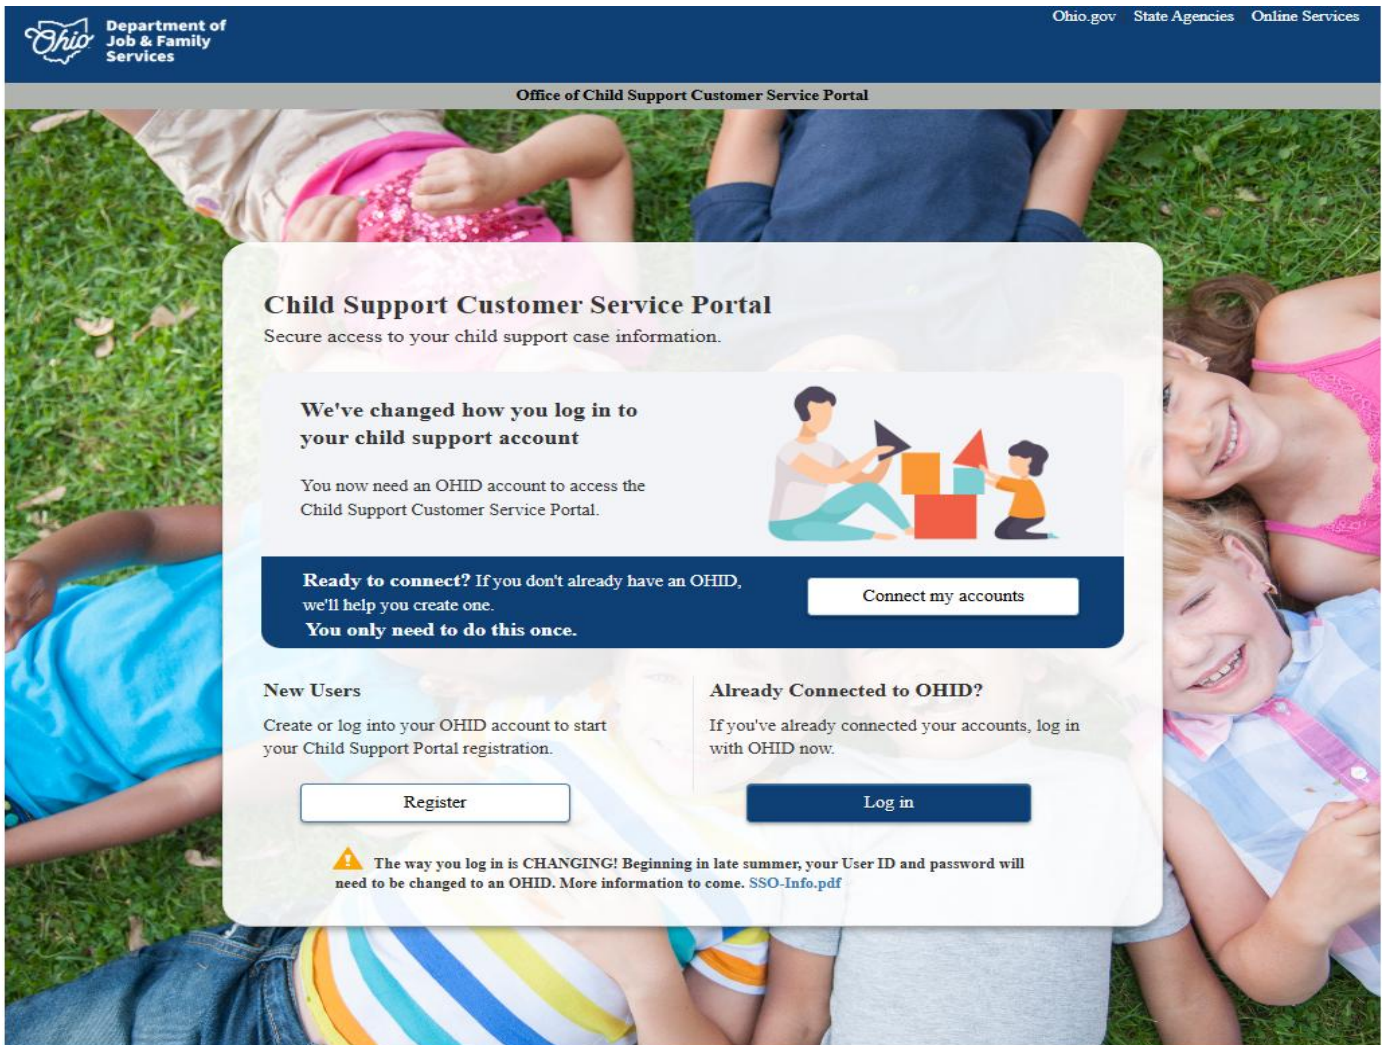 Ohio
Department of
Job & Family
Services
Ohio.gov State Agencies Online Services
Office of Child Support Customer Service Portal
Child Support Customer Service Portal
Secure access to your child support case information.
We've changed how you log in to
your child support account
You now need an OHID account to access the
Child Support Customer Service Portal.
Ready to connect? If you don't already have an OHID,
we'll help you create one.
You only need to do this once.
Connect my accounts
New Users
Create or log into your OHID account to start
your Child Support Portal registration.
Register
Already Connected to OHID?
If you've already connected your accounts, log in
with OHID now.
Log in
The way you log in is CHANGING! Beginning in late summer, your User ID and password will
need to be changed to an OHID. More information to come. SSO-Info.pdf